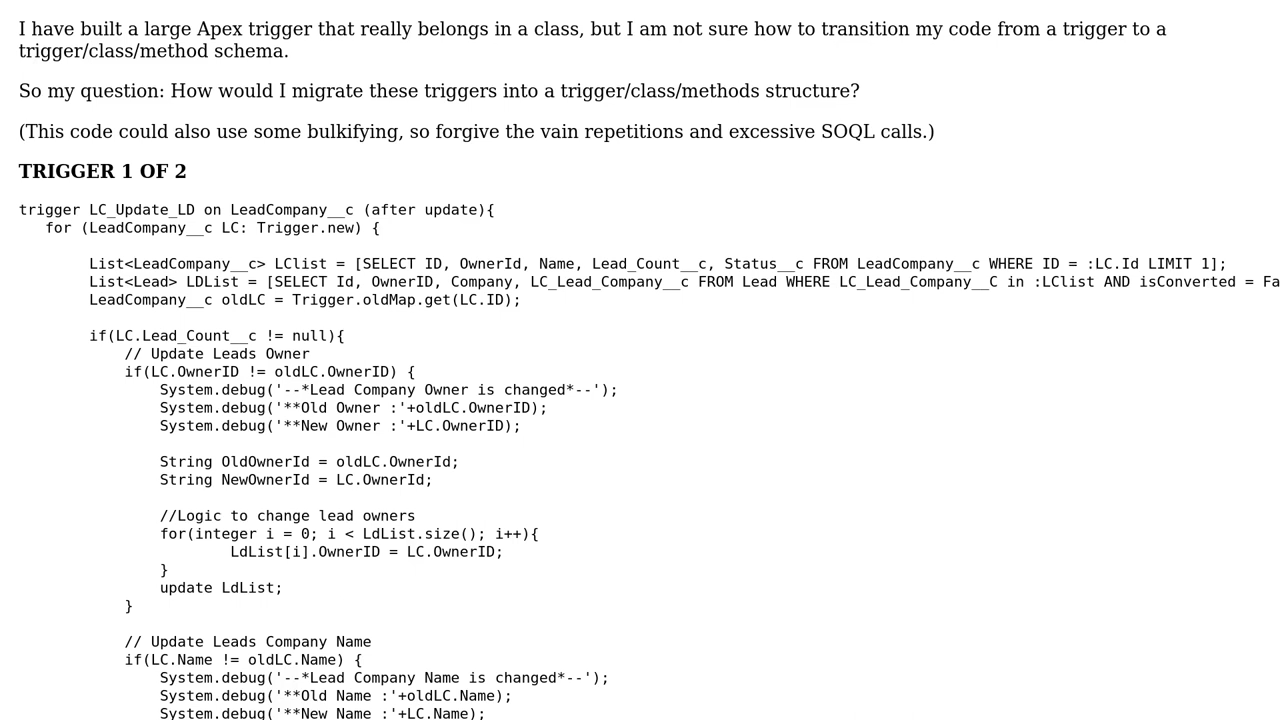 I have built a large Apex trigger that really belongs in a class, but I am not sure how to transition my code from a trigger to a
trigger/class/method schema.
So my question: How would I migrate these triggers into a trigger/class/methods structure?
(This code could also use some bulkifying, so forgive the vain repetitions and excessive SOQL calls.)
TRIGGER 1 OF 2
trigger LC_Update_LD on LeadCompany__c (after update){
for (LeadCompany__c LC: Trigger.new) {
List<LeadCompany__c> LClist = [SELECT ID, OwnerId, Name, Lead_Count__c, Status__c FROM LeadCompany__c WHERE ID = :LC.Id LIMIT 1];
List<Lead> LDList = [SELECT Id, OwnerID, Company, LC_Lead_Company__c FROM Lead WHERE LC_Lead_Company__C in :LClist AND isConverted = Fa
LeadCompany__c oldLC = Trigger.oldMap.get(LC.ID);
if(LC.Lead_Count__c != null){
// Update Leads Owner
if(LC.OwnerID != oldLC.OwnerID) {
System.debug('--*Lead Company Owner is changed*--');
System.debug('**Old Owner :'+oldLC.OwnerID);
System.debug('**New Owner :'+LC.OwnerID);
String OldOwnerId = oldLC.OwnerId;
String NewOwnerId = LC.OwnerId;
//Logic to change lead owners
for(integer i = 0; i < LdList.size(); i++){
LdList[i].OwnerID = LC.OwnerID;
}
update LdList;
}
// Update Leads Company Name
if(LC.Name != oldLC.Name) {
System.debug('--*Lead Company Name is changed*--');
System.debug('**Old Name :'+oldLC.Name);
System.debug('**New Name :'+LC.Name);